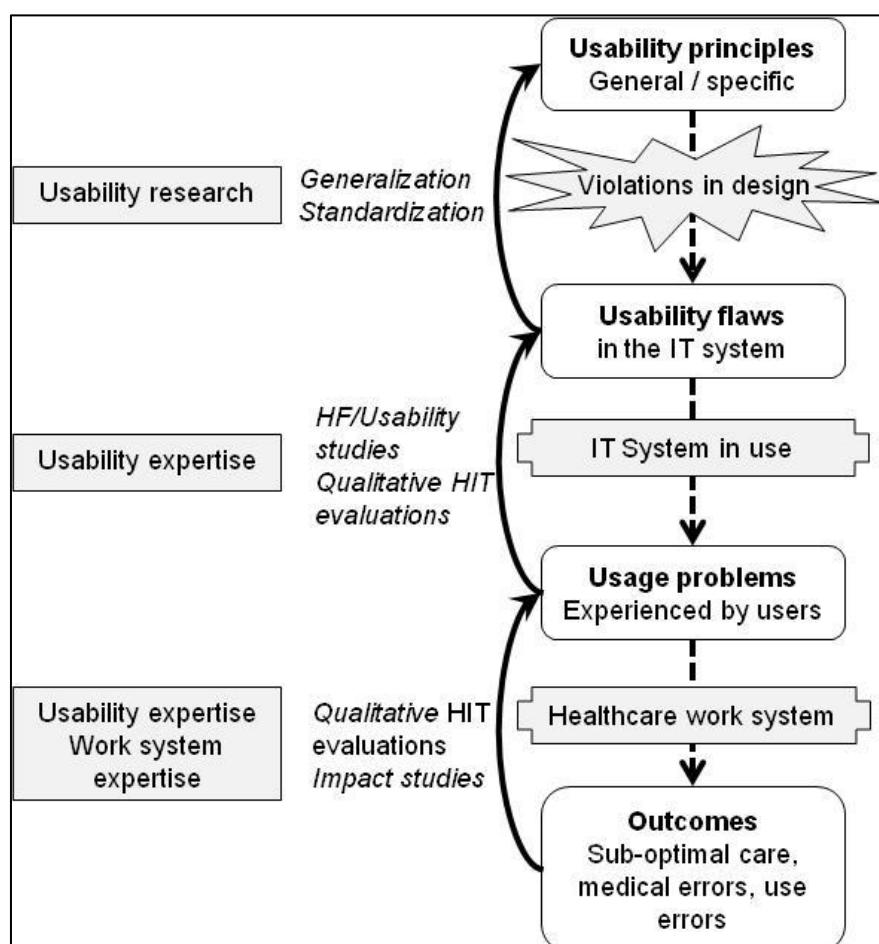 Usability principles
General / specific
Violations in design
Usability research
Generalization
Standardization
Usability flaws
in the IT system
Usability expertise
HF/Usability
studies
Qualitative HIT
evaluations
IT System in use
Usage problems
Experienced by users
Usability expertise
Work system
expertise
Qualitative HIT
evaluations
Impact studies
Healthcare work system
Outcomes
Sub-optimal care,
medical errors, use
errors